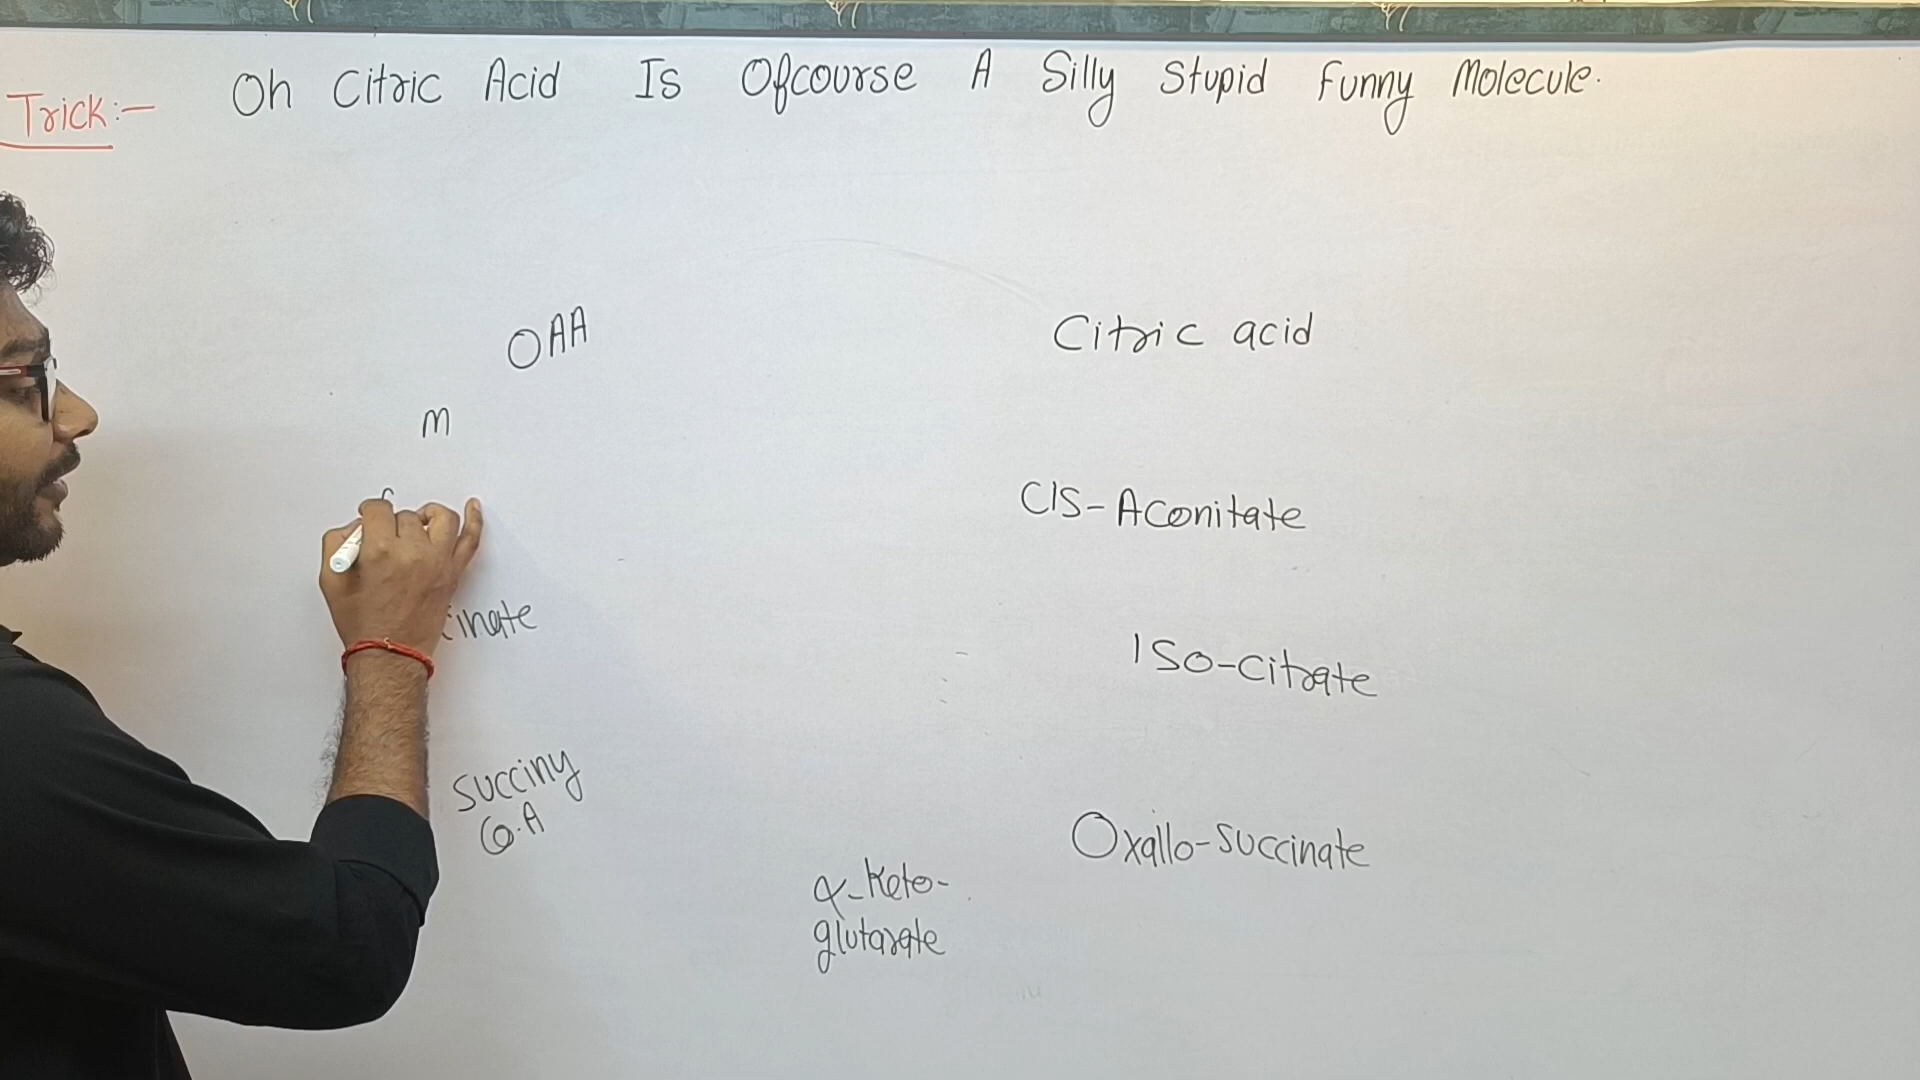 Trick:- Oh Citric Acid Is Ofcourse A Silly Stupid Funny Molecule.
OAA
Citric acid
m
CIS-Aconitate
cinate
ISO-Citrate
succiny
Co.A
Oxallo-succinate
α-Keto-
glutarate